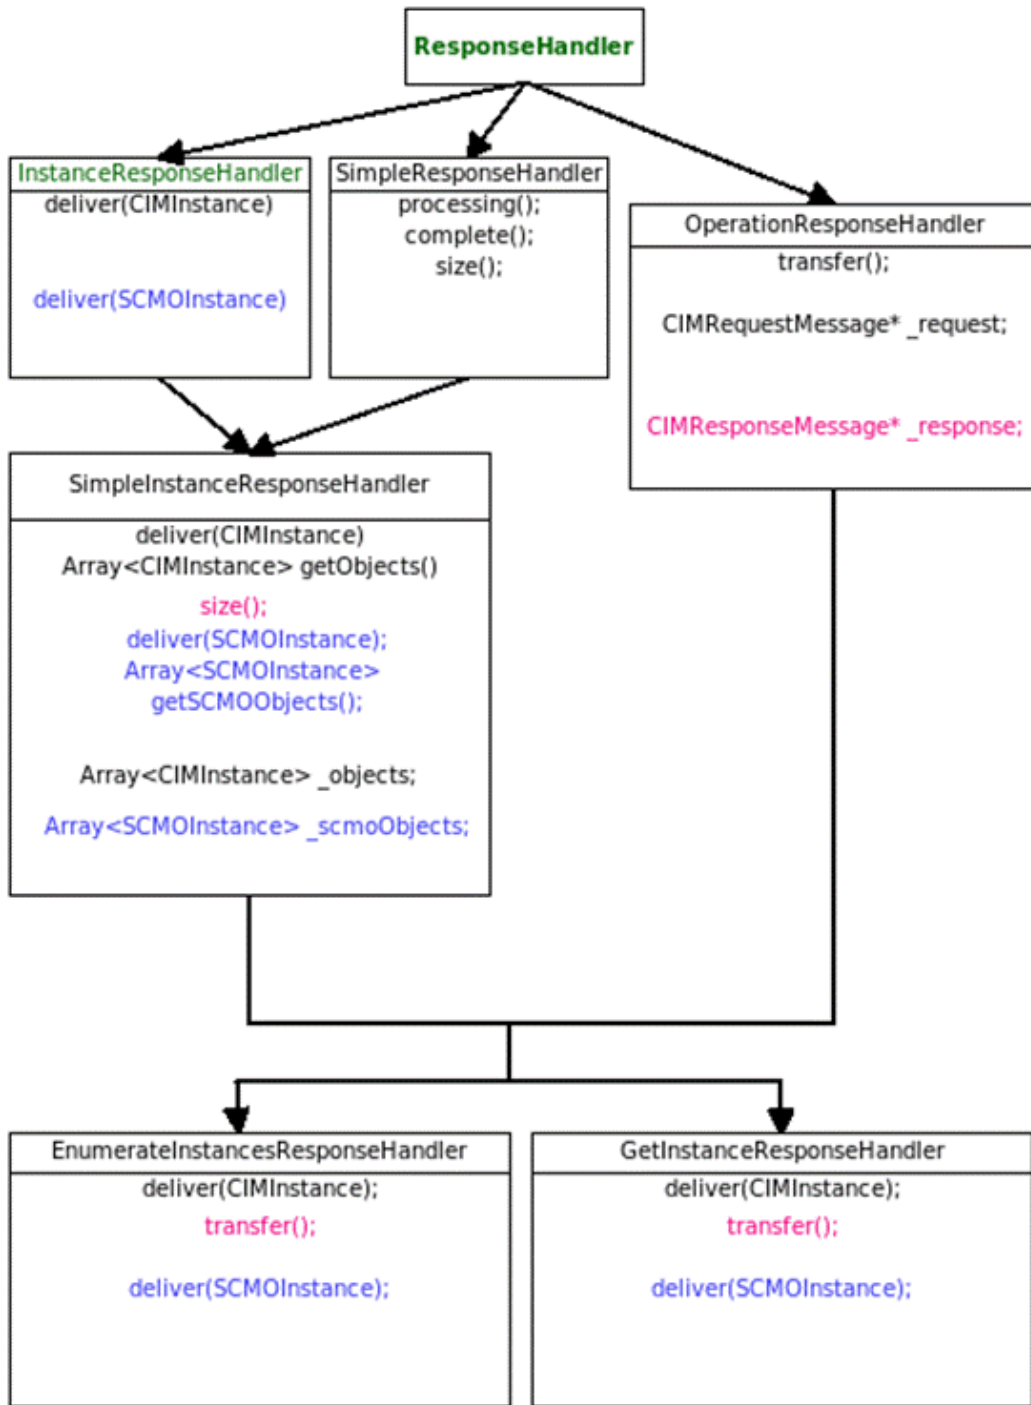 ResponseHandler
InstanceResponseHandler
deliver(CIMInstance)
deliver(SCMOInstance)
SimpleResponseHandler
processing();
complete();
size();
OperationResponseHandler
transfer();
CIMRequestMessage* _request;
CIMResponseMessage* _response;
SimpleInstanceResponseHandler
deliver(CIMInstance)
Array<CIMInstance> getObjects()
size();
deliver(SCMOInstance);
Array<SCMOInstance>
getSCMOObjects();
Array<CIMInstance> _objects;
Array<SCMOInstance> _scmoObjects;
EnumerateInstancesResponseHandler
deliver(CIMInstance);
transfer();
deliver(SCMOInstance);
GetInstanceResponseHandler
deliver(CIMInstance);
transfer();
deliver(SCMOInstance);